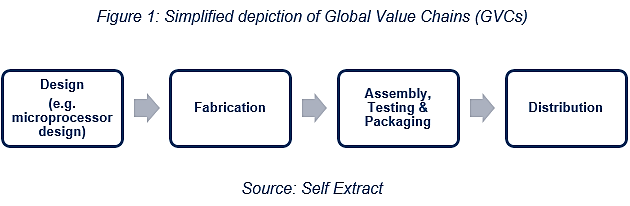 Figure 1: Simplified depiction of Global Value Chains (GVCs)
Design
(e.g.
microprocessor
design)
Fabrication
Assembly,
Testing &
Packaging
Distribution
Source: Self Extract